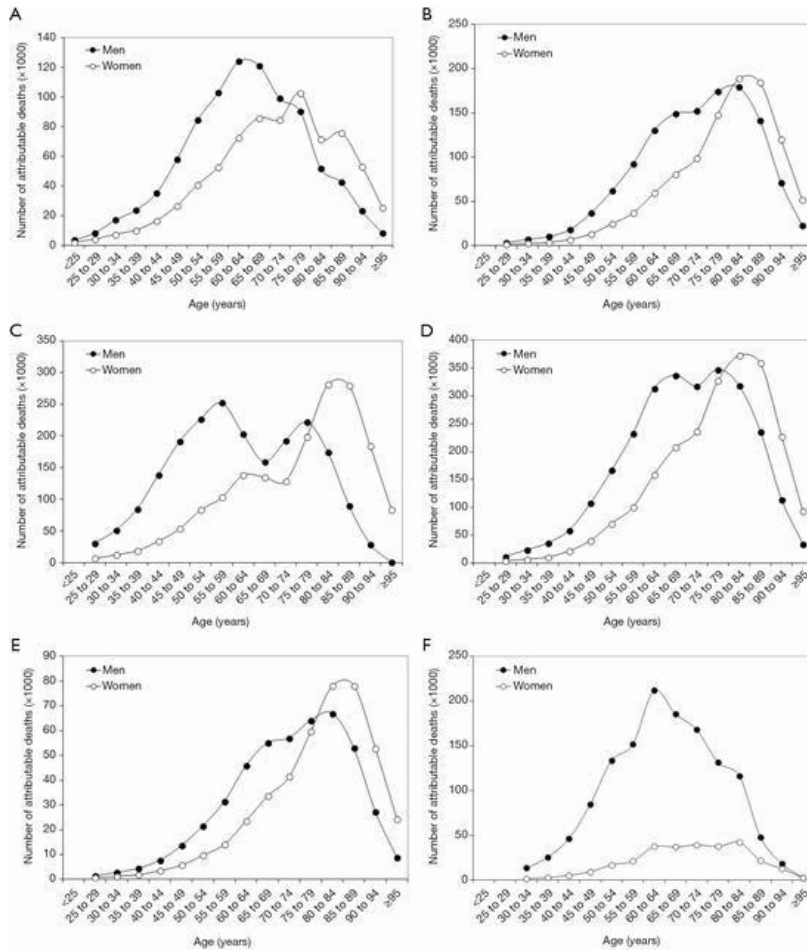 A
Number of attributable deaths (×1000)
140
120
100
80
60
40
20
0
Men
Women
<25
25 to 29
30 to 34
35 to 39
40 to 44
45 to 49
50 to 54
55 to 59
60 to 64
65 to 69
70 to 74
75 to 79
80 to 84
85 to 89
90 to 94
≥95
Age (years)
B
Number of attributable deaths (×1000)
250
200
150
100
50
0
Men
Women
<25
25 to 29
30 to 34
35 to 39
40 to 44
45 to 49
50 to 54
55 to 59
60 to 64
65 to 69
70 to 74
75 to 79
80 to 84
85 to 89
90 to 94
≥95
Age (years)
C
Number of attributable deaths (×1000)
350
300
250
200
150
100
50
0
Men
Women
<25
25 to 29
30 to 34
35 to 39
40 to 44
45 to 49
50 to 54
55 to 59
60 to 64
65 to 69
70 to 74
75 to 79
80 to 84
85 to 89
90 to 94
≥95
Age (years)
D
Number of attributable deaths (×1000)
400
350
300
250
200
150
100
50
0
Men
Women
<25
25 to 29
30 to 34
35 to 39
40 to 44
45 to 49
50 to 54
55 to 59
60 to 64
65 to 69
70 to 74
75 to 79
80 to 84
85 to 89
90 to 94
≥95
Age (years)
E
Number of attributable deaths (×1000)
90
80
70
60
50
40
30
20
10
0
Men
Women
<25
25 to 29
30 to 34
35 to 39
40 to 44
45 to 49
50 to 54
55 to 59
60 to 64
65 to 69
70 to 74
75 to 79
80 to 84
85 to 89
90 to 94
≥95
Age (years)
F
Number of attributable deaths (×1000)
250
200
150
100
50
0
Men
Women
<25
25 to 29
30 to 34
35 to 39
40 to 44
45 to 49
50 to 54
55 to 59
60 to 64
65 to 69
70 to 74
75 to 79
80 to 84
85 to 89
90 to 94
≥95
Age (years)